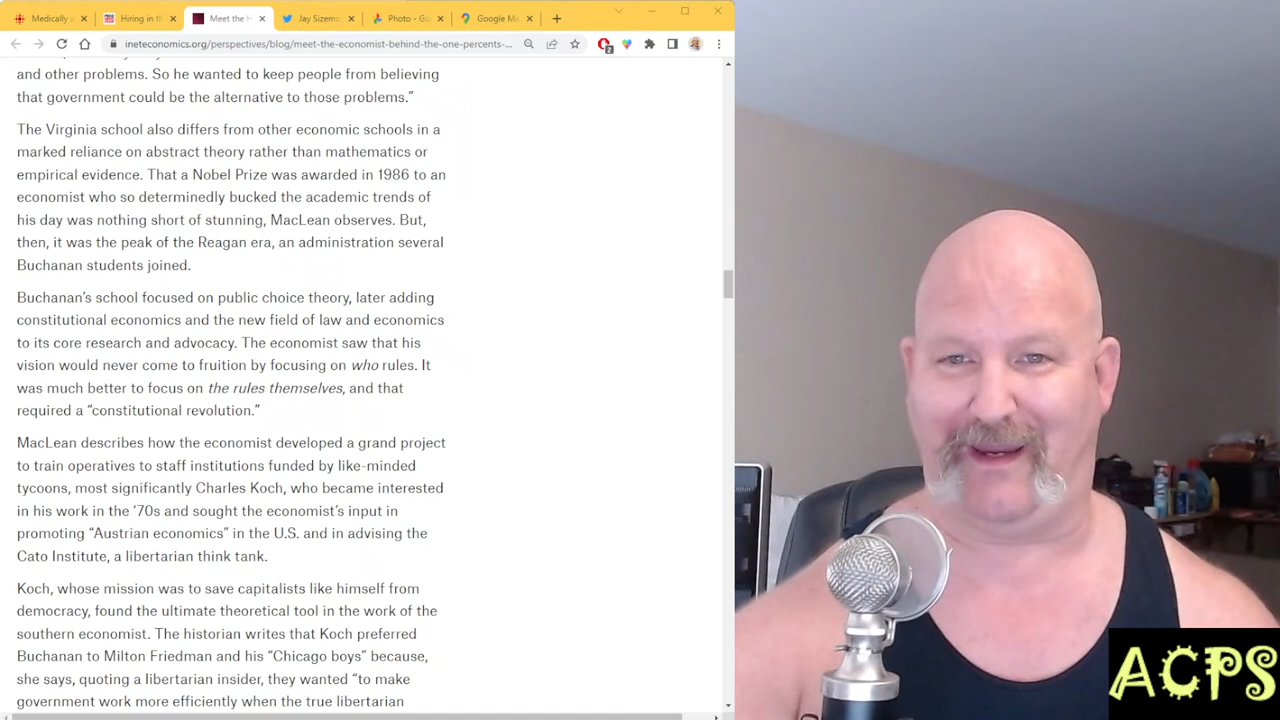 Medically a
Hiring in th
Meet the H
Jay Sizemo
Photo - Go
Google Ma
ineteconomics.org/perspectives/blog/meet-the-economist-behind-the-one-percents-...
2
and other problems. So he wanted to keep people from believing
that government could be the alternative to those problems.”
The Virginia school also differs from other economic schools in a
marked reliance on abstract theory rather than mathematics or
empirical evidence. That a Nobel Prize was awarded in 1986 to an
economist who so determinedly bucked the academic trends of
his day was nothing short of stunning, MacLean observes. But,
then, it was the peak of the Reagan era, an administration several
Buchanan students joined.
Buchanan’s school focused on public choice theory, later adding
constitutional economics and the new field of law and economics
to its core research and advocacy. The economist saw that his
vision would never come to fruition by focusing on who rules. It
was much better to focus on the rules themselves, and that
required a “constitutional revolution.”
MacLean describes how the economist developed a grand project
to train operatives to staff institutions funded by like-minded
tycoons, most significantly Charles Koch, who became interested
in his work in the ‘70s and sought the economist’s input in
promoting “Austrian economics” in the U.S. and in advising the
Cato Institute, a libertarian think tank.
Koch, whose mission was to save capitalists like himself from
democracy, found the ultimate theoretical tool in the work of the
southern economist. The historian writes that Koch preferred
Buchanan to Milton Friedman and his “Chicago boys” because,
she says, quoting a libertarian insider, they wanted “to make
government work more efficiently when the true libertarian
ACPS